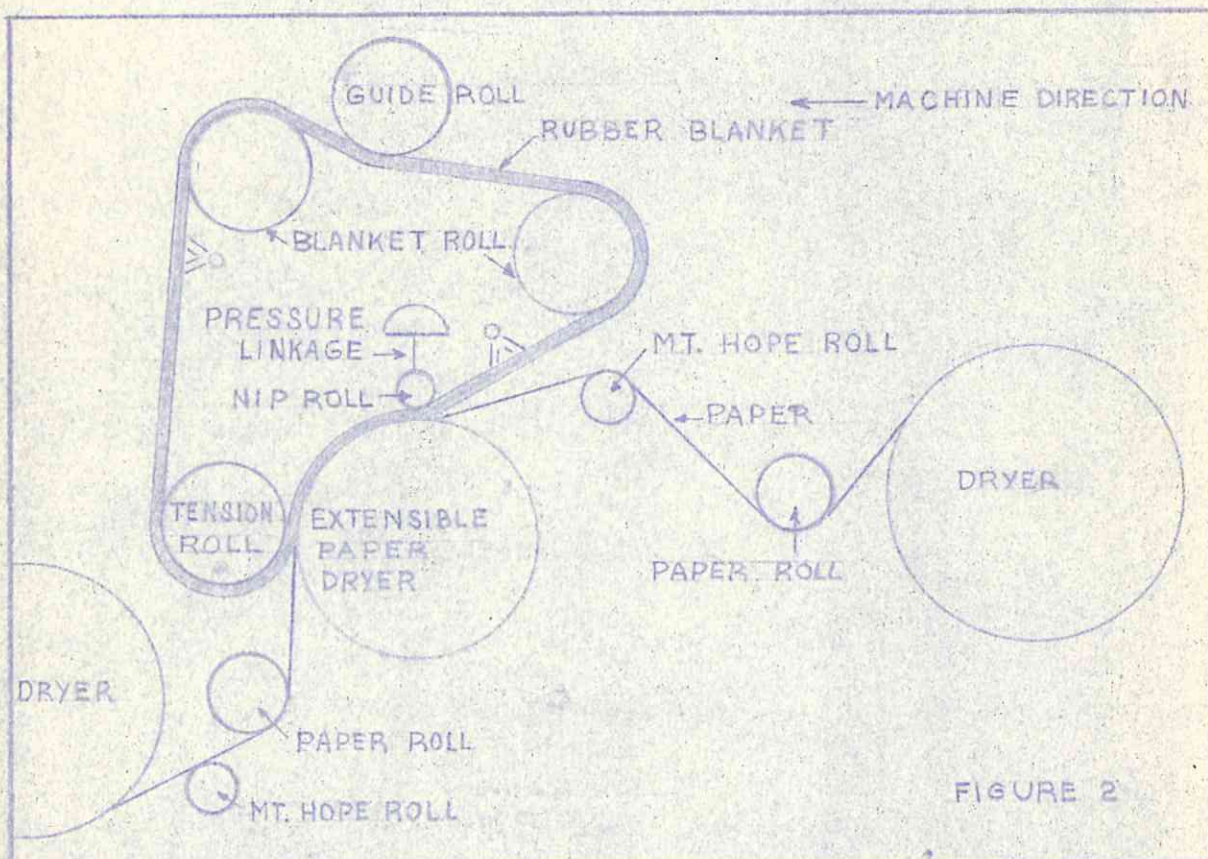 GUIDE ROLL
MACHINE DIRECTION
RUBBER BLANKET
BLANKET ROLL
PRESSURE
LINKAGE
MT. HOPE ROLL
NIP ROLL
PAPER
DRYER
TENSION
ROLL
EXTENSIBLE
PAPER
DRYER
PAPER ROLL
DRYER
PAPER ROLL
MT. HOPE ROLL
FIGURE 2